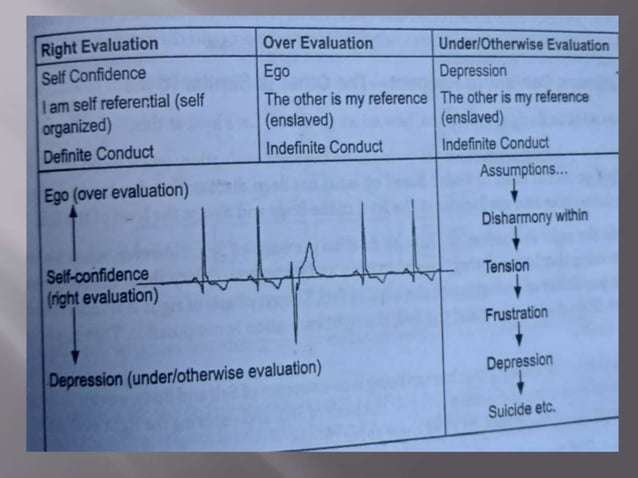 Right Evaluation
Over Evaluation
Under/Otherwise Evaluation
Self Confidence
Ego
Depression
I am self referential (self
organized)
The other is my reference
(enslaved)
The other is my reference
(enslaved)
Definite Conduct
Indefinite Conduct
Indefinite Conduct
Ego (over evaluation)
Self-confidence
(right evaluation)
Depression (under/otherwise evaluation)
Assumptions...
Disharmony within
Tension
Frustration
Depression
Suicide etc.